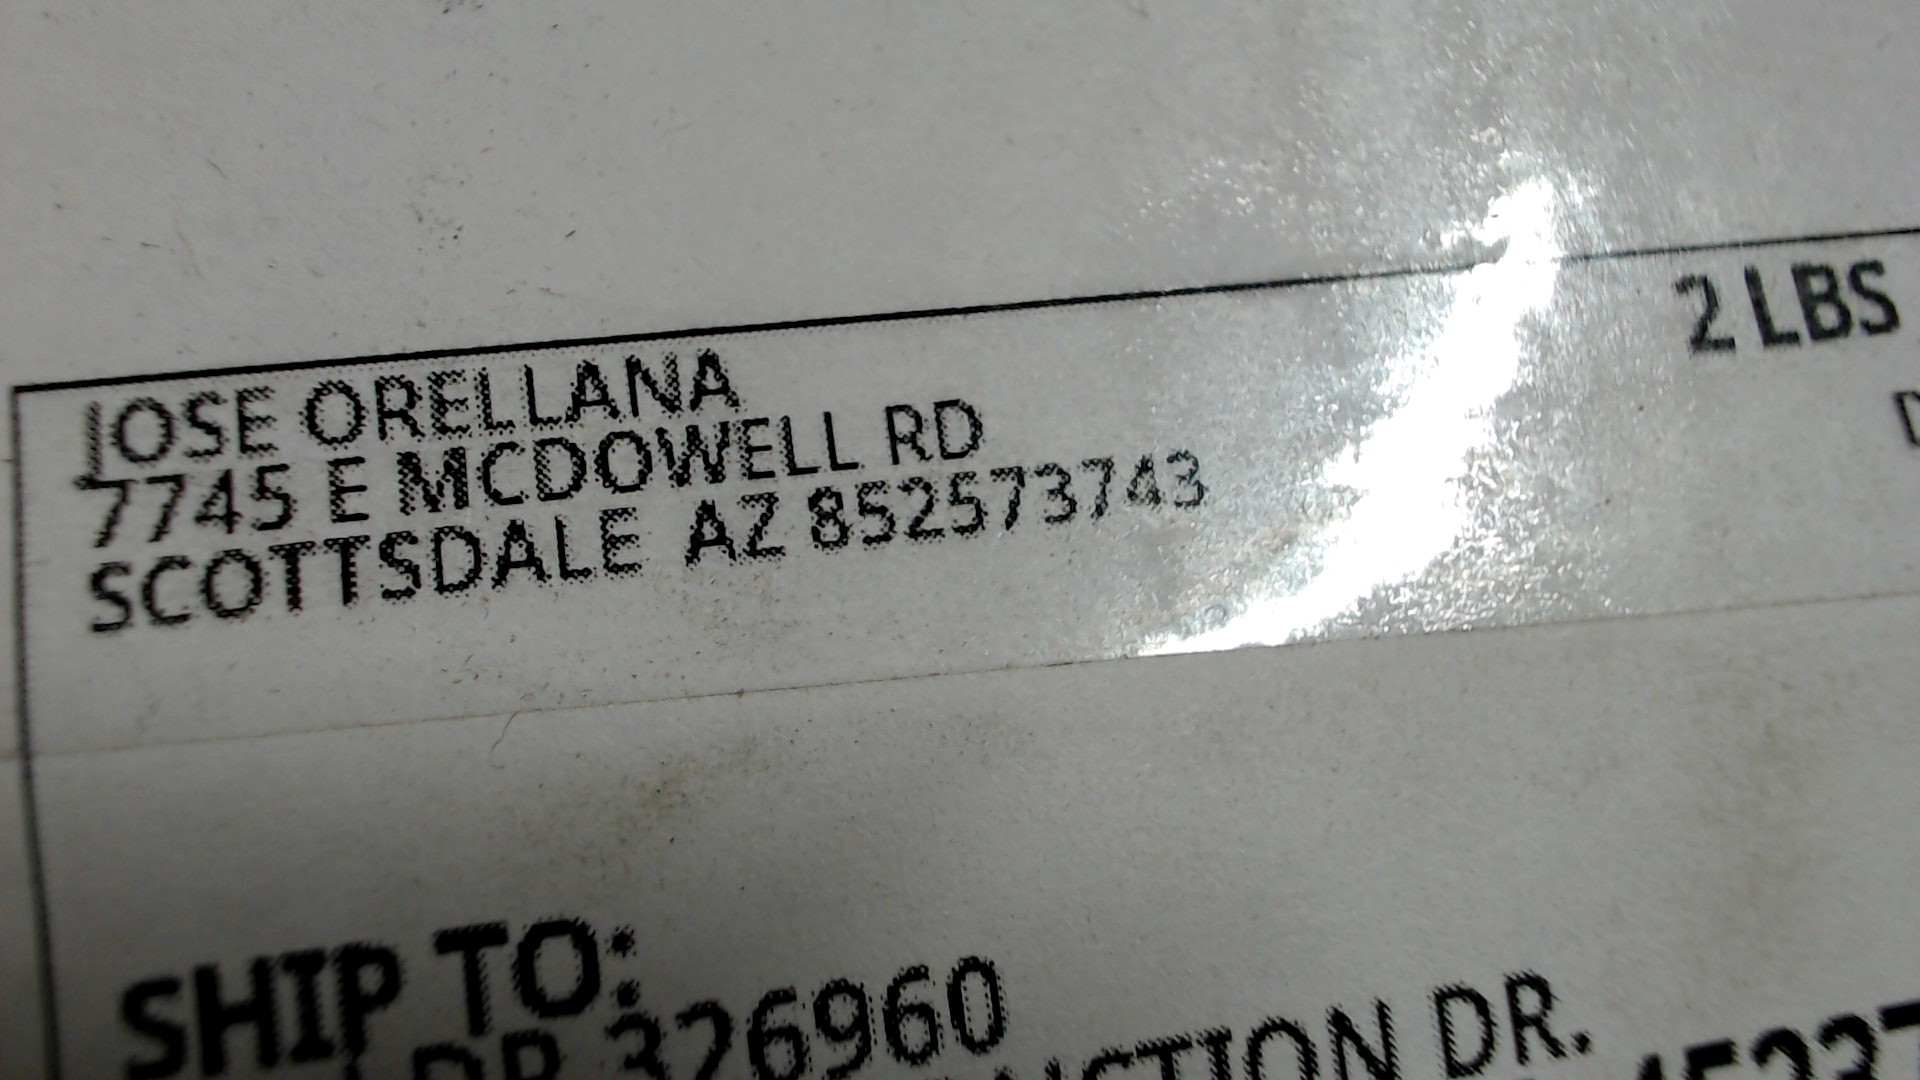 JOSE ORELLANA
7745 E MCDOWELL RD
SCOTTSDALE AZ 852573743
2 LBS
SHIP TO:
326960
DR.